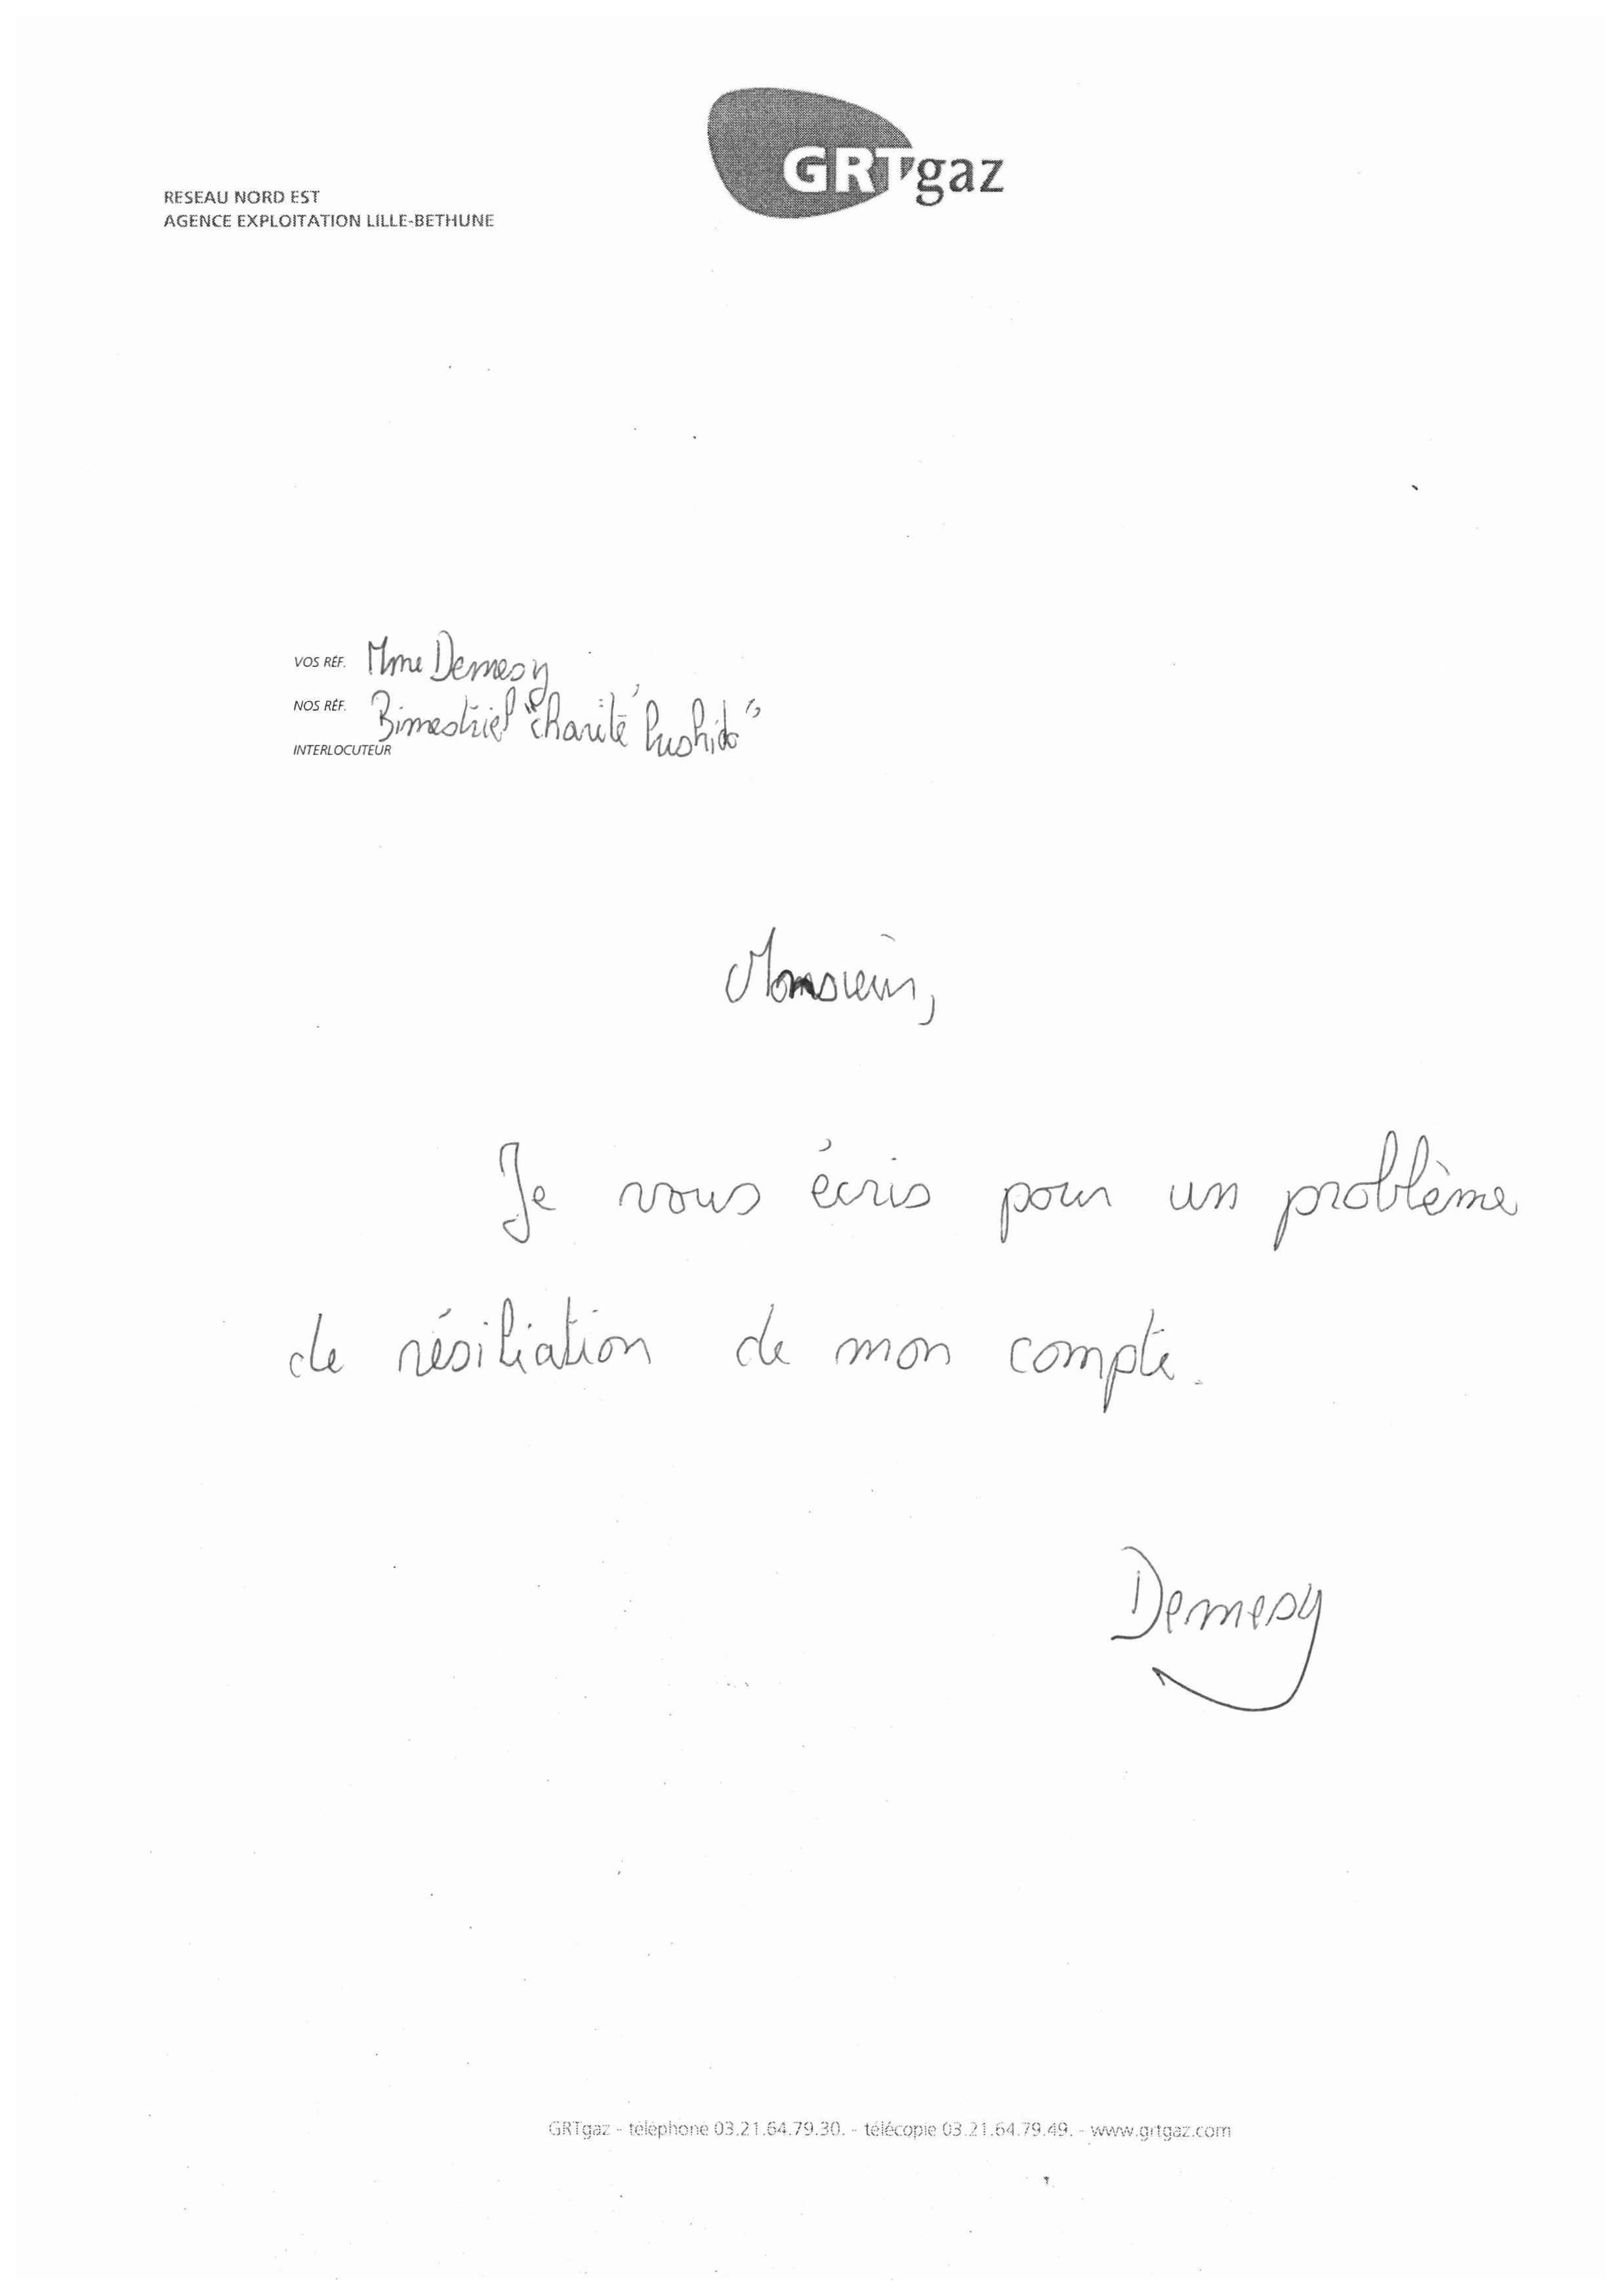 GRTgaz
RESEAU NORD EST
AGENCE EXPLOITATION LILLE-BETHUNE
VOS RÉF. Mme Demesy
NOS RÉF. Bimestriel "Charité
INTERLOCUTEUR
Monsieur,
Je vous écris pour un problème
de résiliation de mon compte.
Demesy
GRTgaz - téléphone 03.21.64.79.30. - télécopie 03.21.64.79.49. - www.grtgaz.com